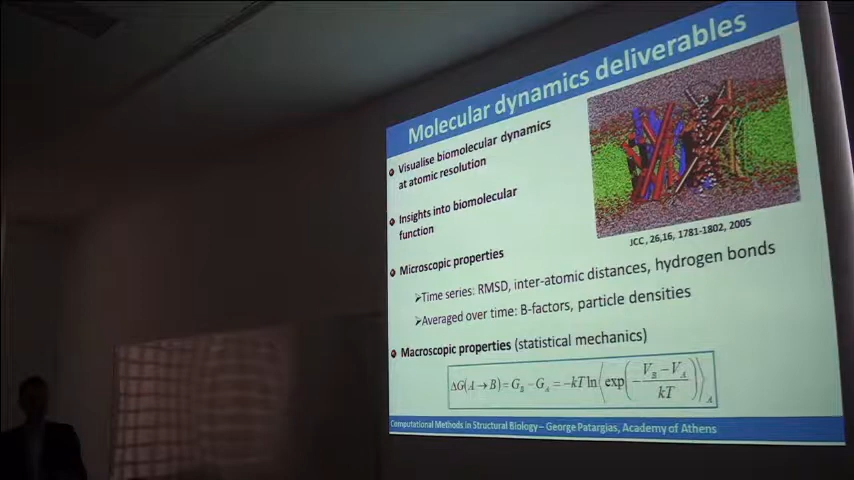 Molecular dynamics deliverables
Visualise biomolecular dynamics
at atomic resolution
Insights into biomolecular
function
JCC, 26,16, 1781-1802, 2005
Microscopic properties
➢Time series: RMSD, inter-atomic distances, hydrogen bonds
➢Averaged over time: B-factors, particle densities
Macroscopic properties (statistical mechanics)
ΔG(A→B) = G_B − G_A = −kT ln⟨exp(−(V_B − V_A)/kT)⟩_A
Computational Methods in Structural Biology– George Patargias, Academy of Athens